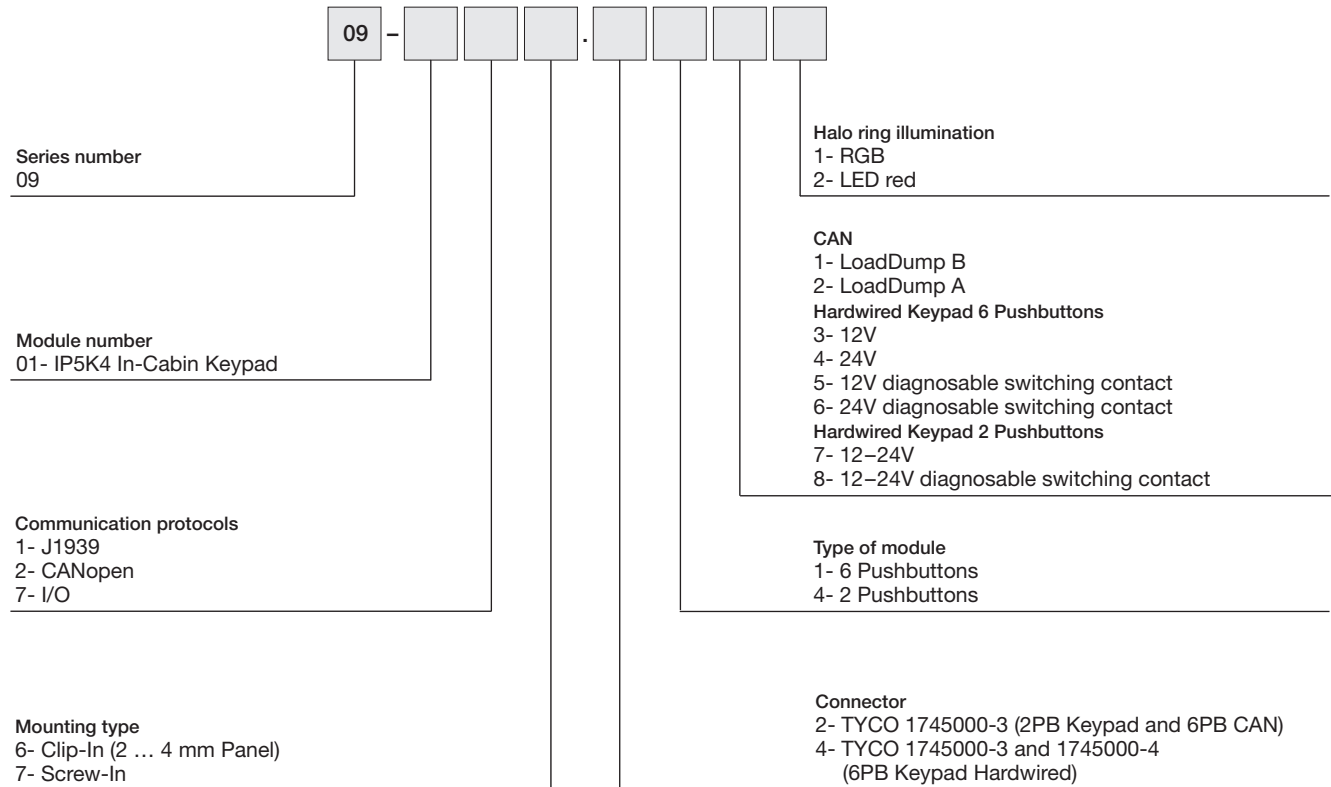 09 – .
Series number
09
Module number
01- IP5K4 In-Cabin Keypad
Communication protocols
1- J1939
2- CANopen
7- I/O
Mounting type
6- Clip-In (2 … 4 mm Panel)
7- Screw-In
Halo ring illumination
1- RGB
2- LED red
CAN
1- LoadDump B
2- LoadDump A
Hardwired Keypad 6 Pushbuttons
3- 12V
4- 24V
5- 12V diagnosable switching contact
6- 24V diagnosable switching contact
Hardwired Keypad 2 Pushbuttons
7- 12–24V
8- 12–24V diagnosable switching contact
Type of module
1- 6 Pushbuttons
4- 2 Pushbuttons
Connector
2- TYCO 1745000-3 (2PB Keypad and 6PB CAN)
4- TYCO 1745000-3 and 1745000-4
(6PB Keypad Hardwired)